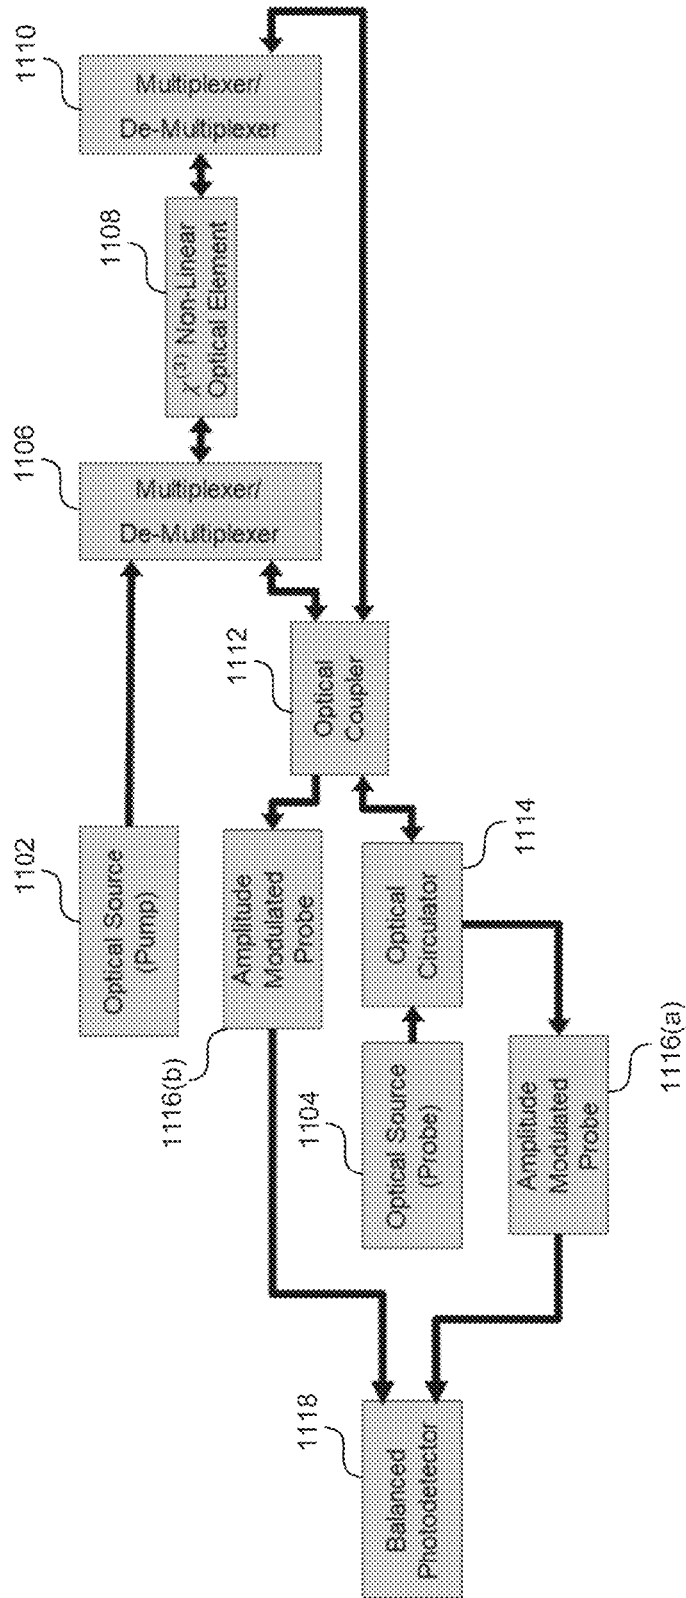 1102
Optical Source
(Pump)
1106
Multiplexer/
De-Multiplexer
1108
χ⁽³⁾ Non-Linear
Optical Element
1110
Multiplexer/
De-Multiplexer
1116(b)
Amplitude
Modulated
Probe
1112
Optical
Coupler
1118
Balanced
Photodetector
1104
Optical Source
(Probe)
Optical
Circulator
1114
Amplitude
Modulated
Probe
1116(a)